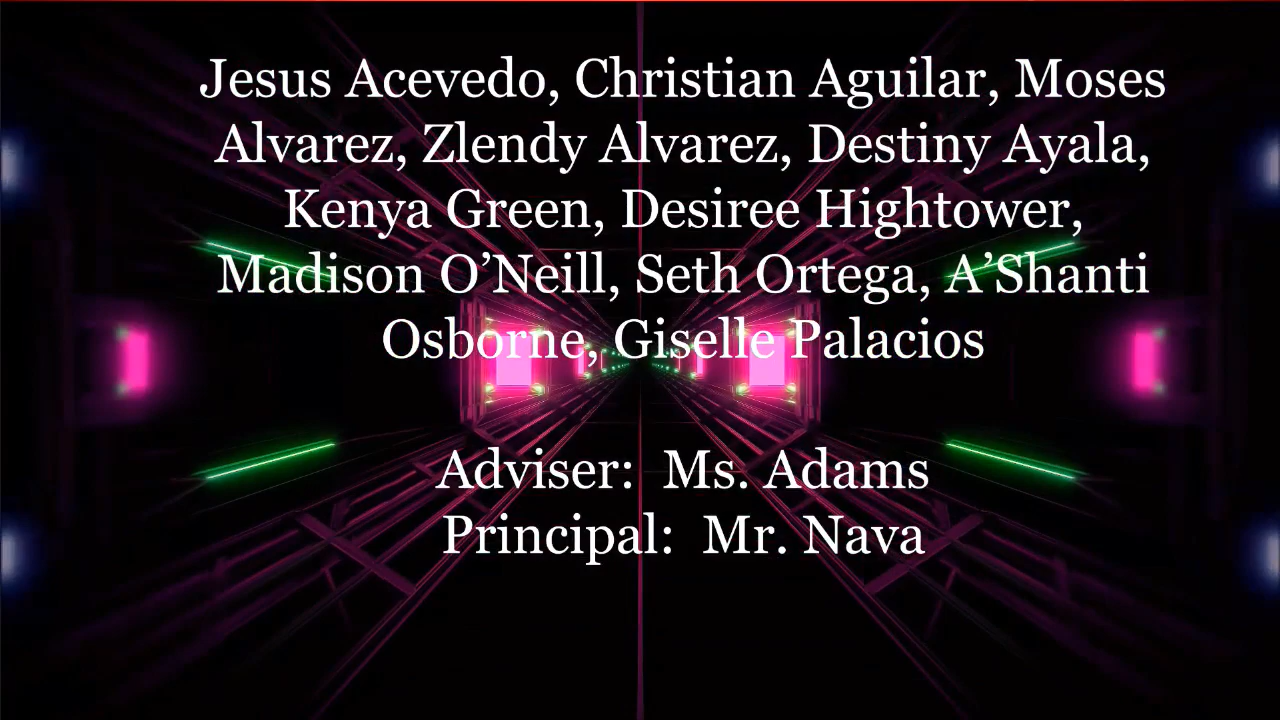 Jesus Acevedo, Christian Aguilar, Moses
Alvarez, Zlendy Alvarez, Destiny Ayala,
Kenya Green, Desiree Hightower,
Madison O’Neill, Seth Ortega, A’Shanti
Osborne, Giselle Palacios
Adviser:  Ms. Adams
Principal:  Mr. Nava